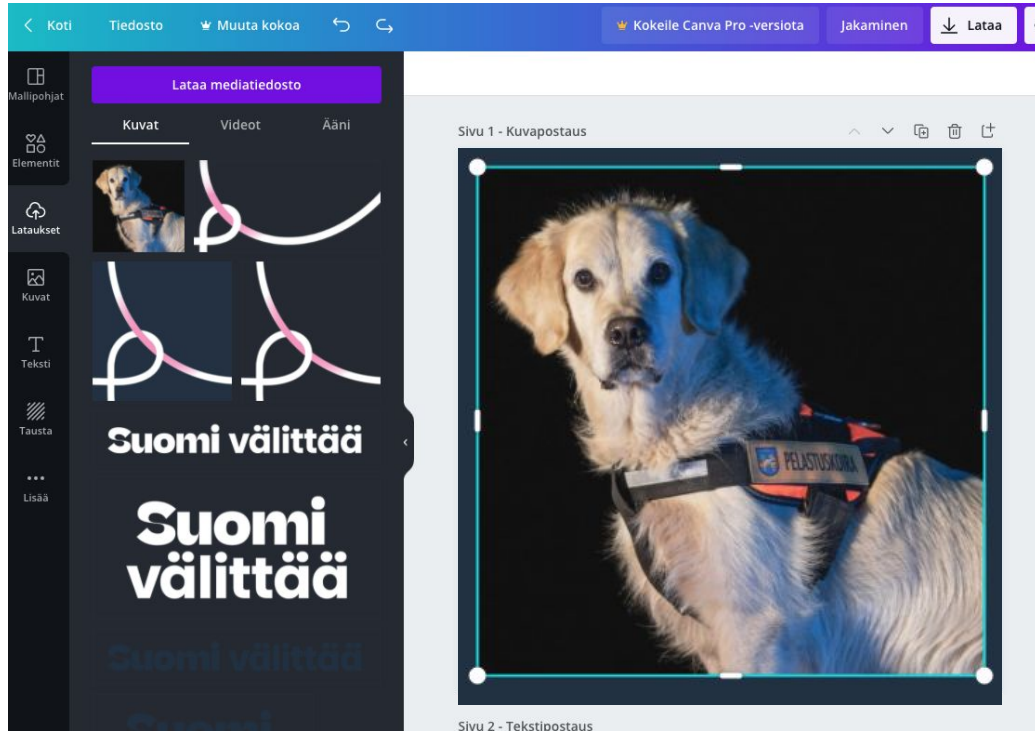 Koti
Tiedosto
Muuta kokoa
Kokeile Canva Pro -versiota
Jakaminen
Lataa
Mallipohjat
Elementit
Lataukset
Kuvat
Teksti
Tausta
Lisää
Lataa mediatiedosto
Kuvat Videot Ääni
Suomi välittää
Suomi
välittää
Suomi välittää
Suomi
Sivu 1 - Kuvapostaus
PELASTUSKOIRA
Sivu 2 - Tekstipostaus